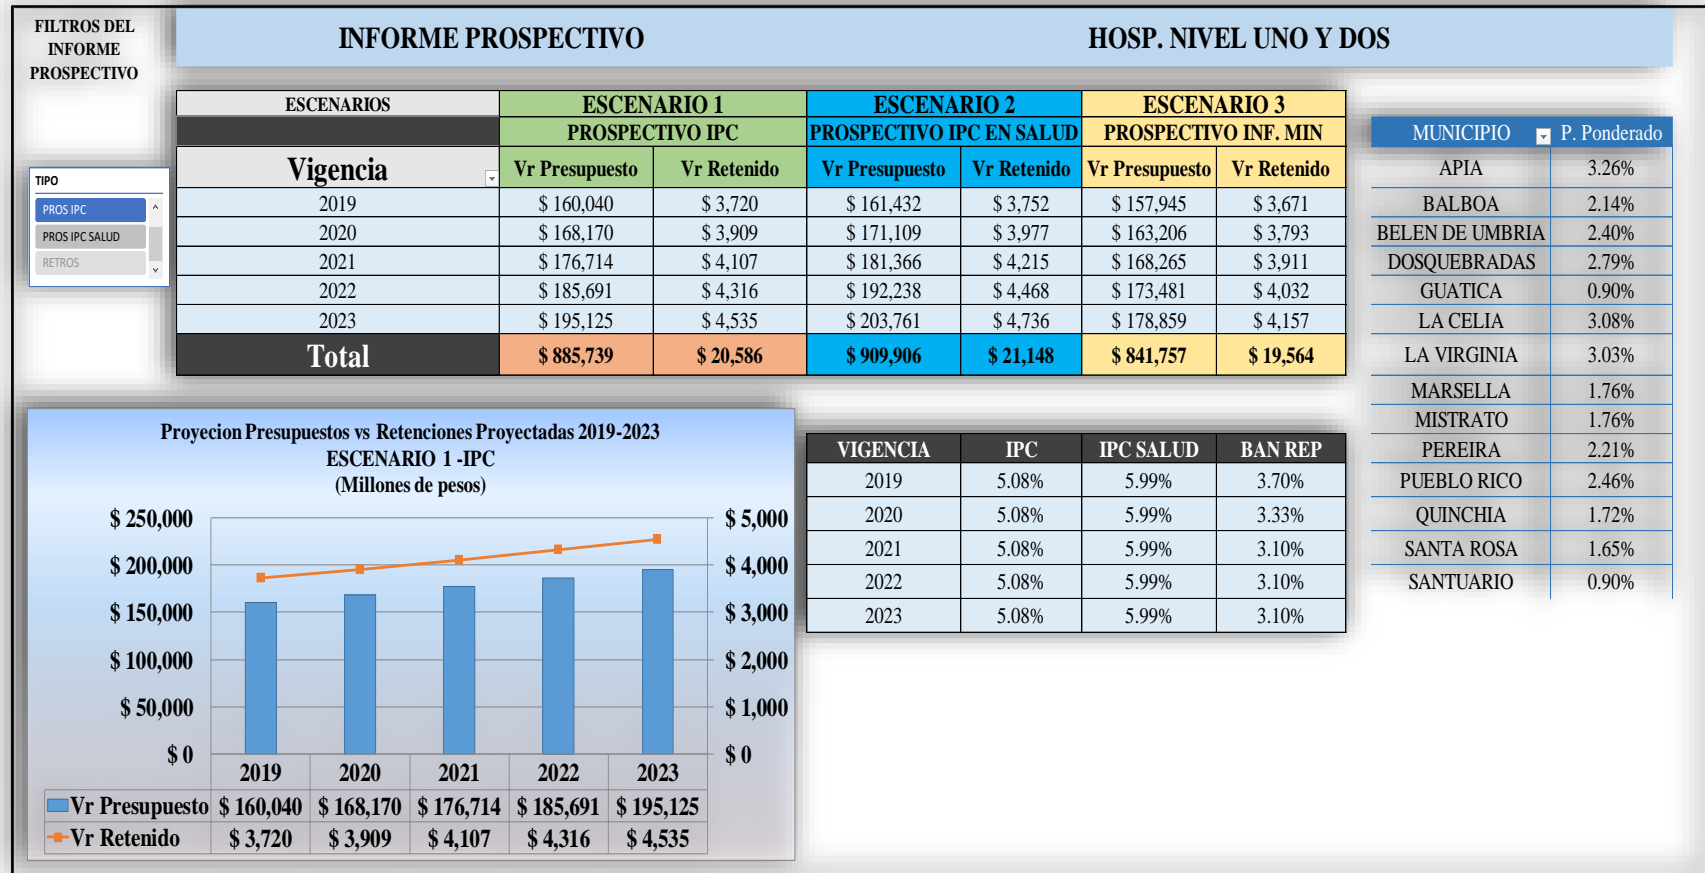 FILTROS DEL
INFORME
PROSPECTIVO
INFORME PROSPECTIVO HOSP. NIVEL UNO Y DOS
TIPO
PROS IPC
PROS IPC SALUD
RETROS
ESCENARIOS ESCENARIO 1 ESCENARIO 2 ESCENARIO 3
PROSPECTIVO IPC PROSPECTIVO IPC EN SALUD PROSPECTIVO INF. MIN
Vigencia Vr Presupuesto Vr Retenido Vr Presupuesto Vr Retenido Vr Presupuesto Vr Retenido
2019 $ 160,040 $ 3,720 $ 161,432 $ 3,752 $ 157,945 $ 3,671
2020 $ 168,170 $ 3,909 $ 171,109 $ 3,977 $ 163,206 $ 3,793
2021 $ 176,714 $ 4,107 $ 181,366 $ 4,215 $ 168,265 $ 3,911
2022 $ 185,691 $ 4,316 $ 192,238 $ 4,468 $ 173,481 $ 4,032
2023 $ 195,125 $ 4,535 $ 203,761 $ 4,736 $ 178,859 $ 4,157
Total $ 885,739 $ 20,586 $ 909,906 $ 21,148 $ 841,757 $ 19,564
MUNICIPIO P. Ponderado
APIA 3.26%
BALBOA 2.14%
BELEN DE UMBRIA 2.40%
DOSQUEBRADAS 2.79%
GUATICA 0.90%
LA CELIA 3.08%
LA VIRGINIA 3.03%
MARSELLA 1.76%
MISTRATO 1.76%
PEREIRA 2.21%
PUEBLO RICO 2.46%
QUINCHIA 1.72%
SANTA ROSA 1.65%
SANTUARIO 0.90%
Proyecion Presupuestos vs Retenciones Proyectadas 2019-2023
ESCENARIO 1 -IPC
(Millones de pesos)
$ 250,000 $ 5,000
$ 200,000 $ 4,000
$ 150,000 $ 3,000
$ 100,000 $ 2,000
$ 50,000 $ 1,000
$ 0 $ 0
2019 2020 2021 2022 2023
Vr Presupuesto $ 160,040 $ 168,170 $ 176,714 $ 185,691 $ 195,125
Vr Retenido $ 3,720 $ 3,909 $ 4,107 $ 4,316 $ 4,535
VIGENCIA IPC IPC SALUD BAN REP
2019 5.08% 5.99% 3.70%
2020 5.08% 5.99% 3.33%
2021 5.08% 5.99% 3.10%
2022 5.08% 5.99% 3.10%
2023 5.08% 5.99% 3.10%